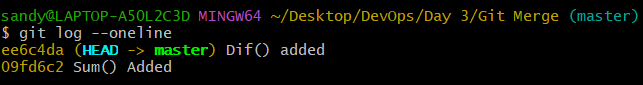 sandy@LAPTOP-A50L2C3D MINGW64 ~/Desktop/DevOps/Day 3/Git Merge (master)
$ git log --oneline
ee6c4da (HEAD -> master) Dif() added
09fd6c2 Sum() Added